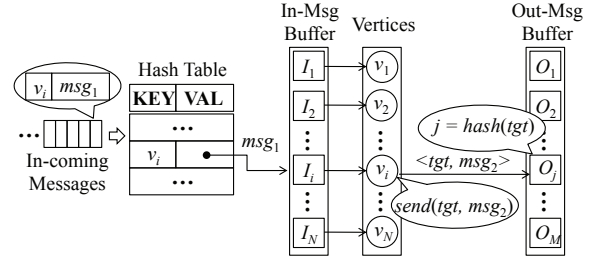 In-Msg Buffer
Vertices
Out-Msg Buffer
v_i msg_1
Hash Table
KEY VAL
...
v_i
...
... In-coming Messages
msg_1
I_1
I_2
⋮
I_i
⋮
I_N
v_1
v_2
⋮
v_i
⋮
v_N
<tgt, msg_2>
send(tgt, msg_2)
j = hash(tgt)
O_1
O_2
O_j
⋮
O_M